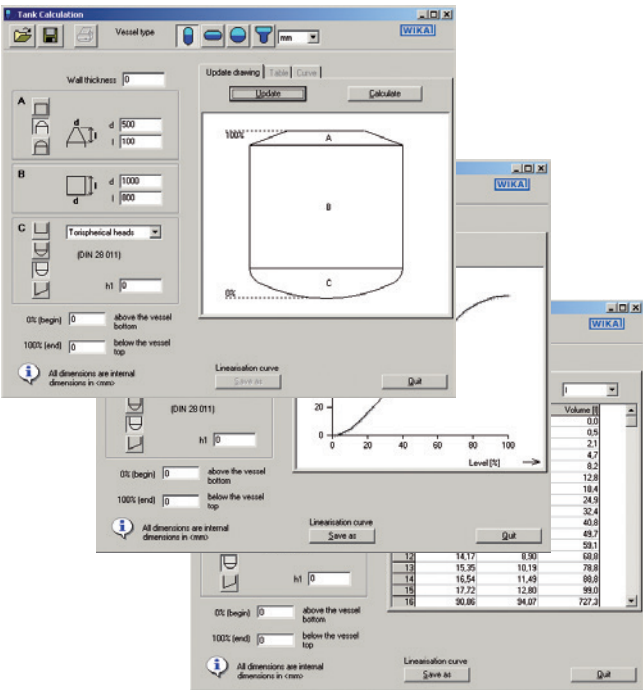 Tank Calculation
Vessel type
mm
WIKAI
Wall thickness 0
Update drawing Table Curve
Update Calculate
A
d d 500
l l 100
100%
A
B
l d 1000
d l 800
B
C
Torispherical heads
(DIN 28 011)
h1 0
C
0%
0% (begin) 0 above the vessel
bottom
100% (end) 0 below the vessel
top
All dimensions are internal
dimensions in <mm>
Linearisation curve
Save as Quit
WIKAI
(DIN 28 011)
h1 0
20
0
0 20 40 60 80 100
Level [%]
0% (begin) 0 above the vessel
bottom
100% (end) 0 below the vessel
top
All dimensions are internal
dimensions in <mm>
Linearisation curve
Save as Quit
WIKAI
l
Volume [l]
0,0
0,5
2,1
4,7
8,2
12,8
18,4
24,9
32,4
40,8
49,7
59,1
12 14,17 8,90 68,8
13 15,35 10,19 78,8
14 16,54 11,49 88,8
15 17,72 12,80 99,0
16 90,86 94,07 727,3
h1 0
0% (begin) 0 above the vessel
bottom
100% (end) 0 below the vessel
top
All dimensions are internal
dimensions in <mm>
Linearisation curve
Save as Quit